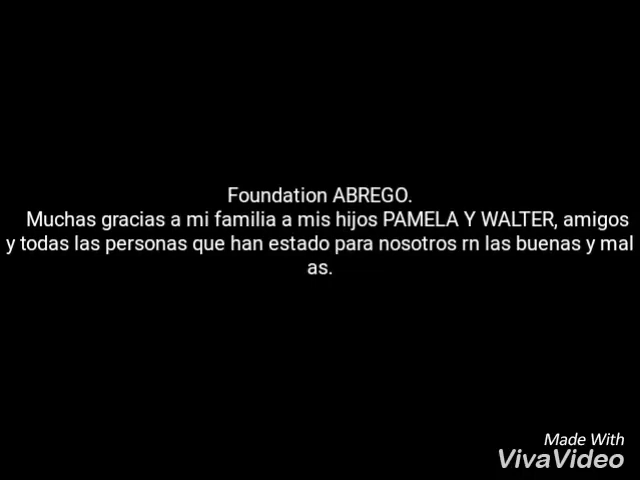 Foundation ABREGO.
Muchas gracias a mi familia a mis hijos PAMELA Y WALTER, amigos
y todas las personas que han estado para nosotros rn las buenas y mal
as.
Made With
VivaVideo